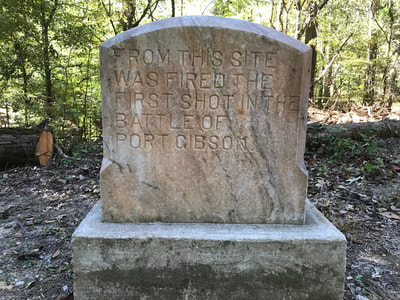 FROM THIS SITE
WAS FIRED THE
FIRST SHOT IN THE
BATTLE OF
PORT GIBSON.